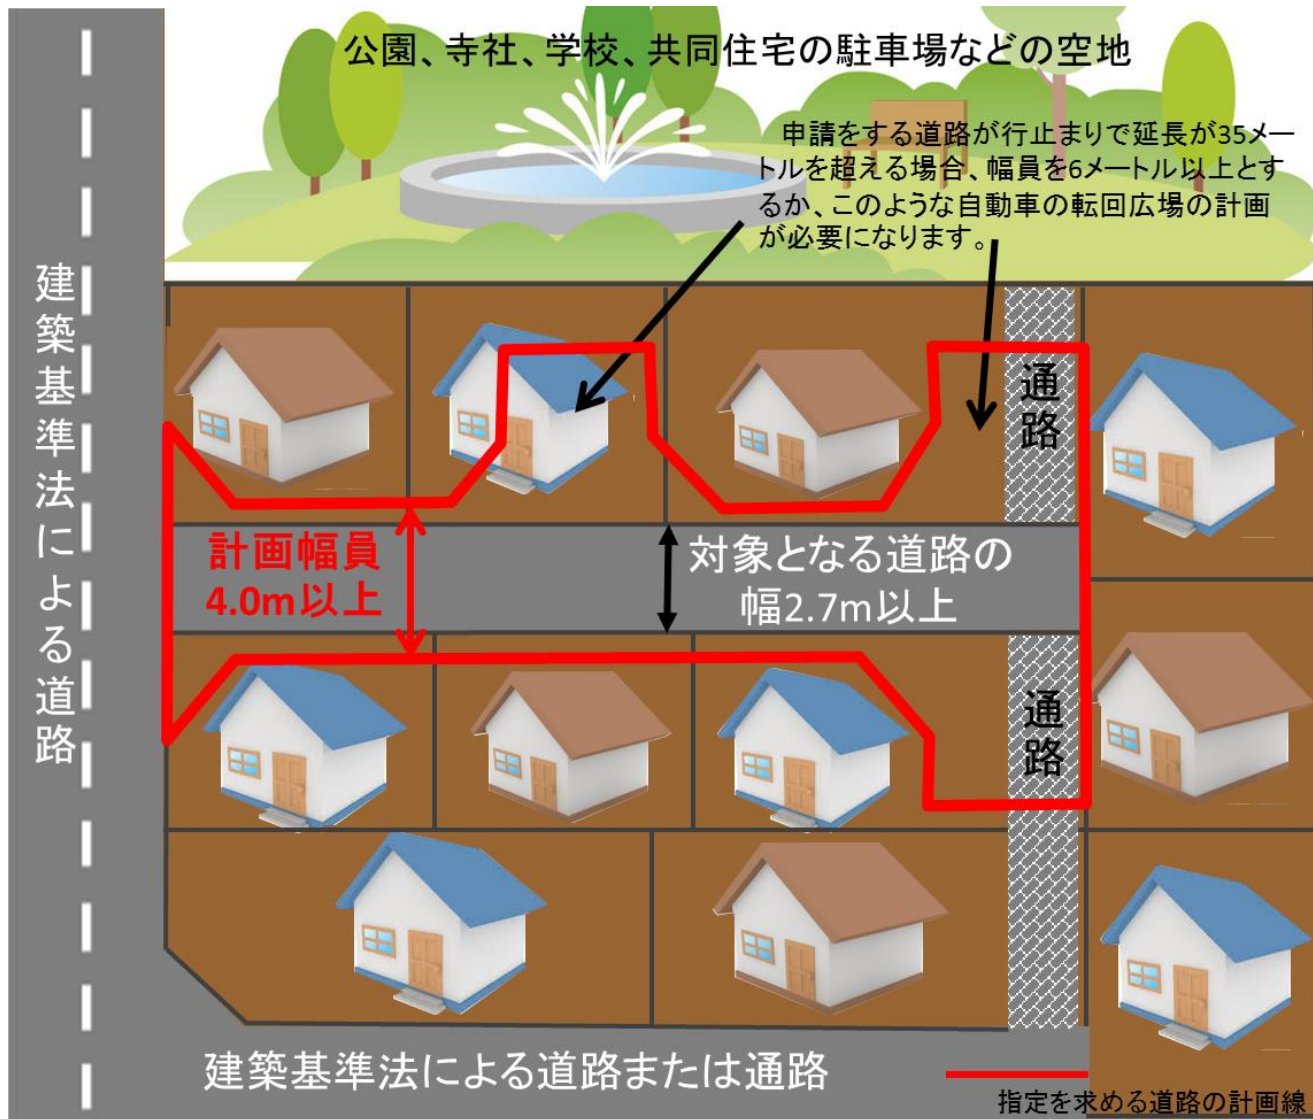 公園、寺社、学校、共同住宅の駐車場などの空地
申請をする道路が行止まりで延長が35メー
トルを超える場合、幅員を6メートル以上とす
るか、このような自動車の転回広場の計画
が必要になります。
建築基準法による道路
通路
計画幅員
4.0m以上
対象となる道路の
幅2.7m以上
通路
建築基準法による道路または通路
指定を求める道路の計画線